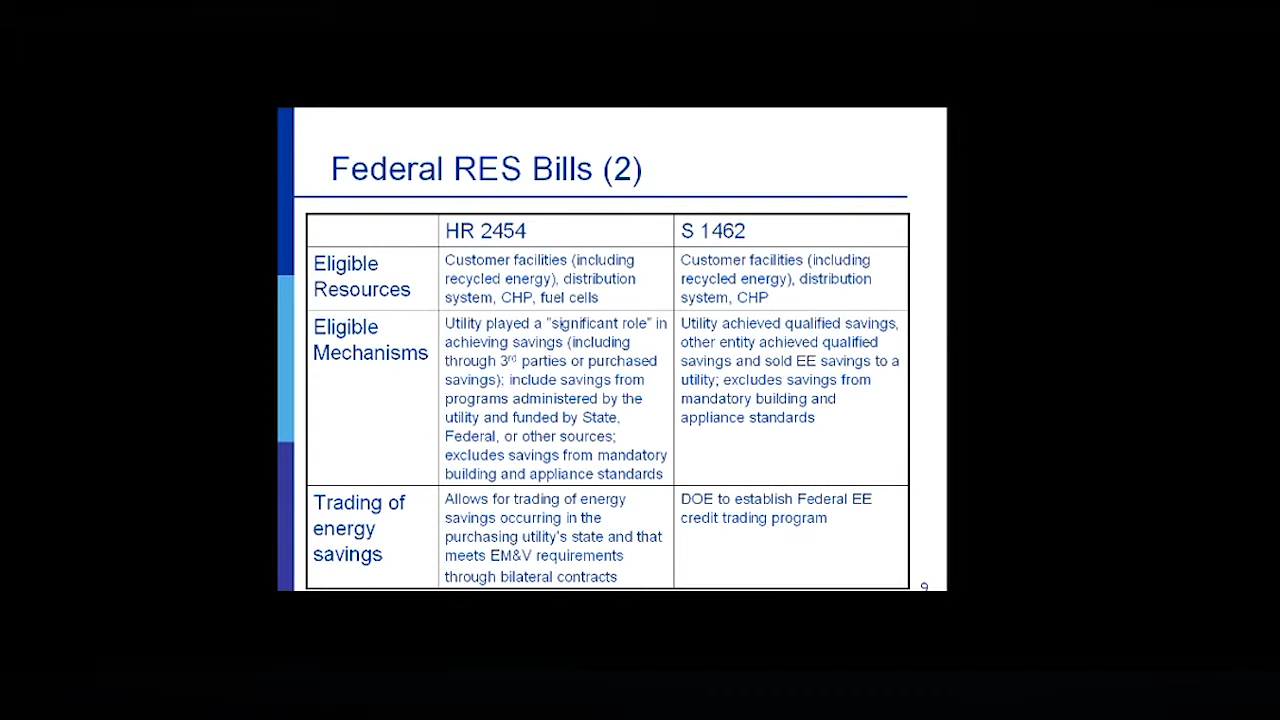 Federal RES Bills (2)
HR 2454
S 1462
Eligible
Resources
Customer facilities (including
recycled energy), distribution
system, CHP, fuel cells
Customer facilities (including
recycled energy), distribution
system, CHP
Eligible
Mechanisms
Utility played a "significant role" in
achieving savings (including
through 3rd parties or purchased
savings); include savings from
programs administered by the
utility and funded by State,
Federal, or other sources;
excludes savings from mandatory
building and appliance standards
Utility achieved qualified savings,
other entity achieved qualified
savings and sold EE savings to a
utility; excludes savings from
mandatory building and
appliance standards
Trading of
energy
savings
Allows for trading of energy
savings occurring in the
purchasing utility's state and that
meets EM&V requirements
through bilateral contracts
DOE to establish Federal EE
credit trading program
9